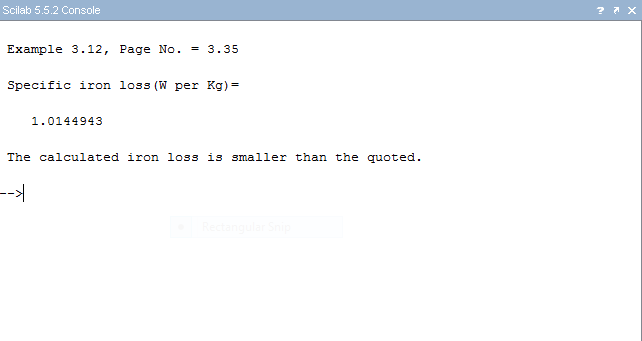 Scilab 5.5.2 Console
Example 3.12, Page No. = 3.35
Specific iron loss(W per Kg)=
1.0144943
The calculated iron loss is smaller than the quoted.
-->
Rectangular Snip